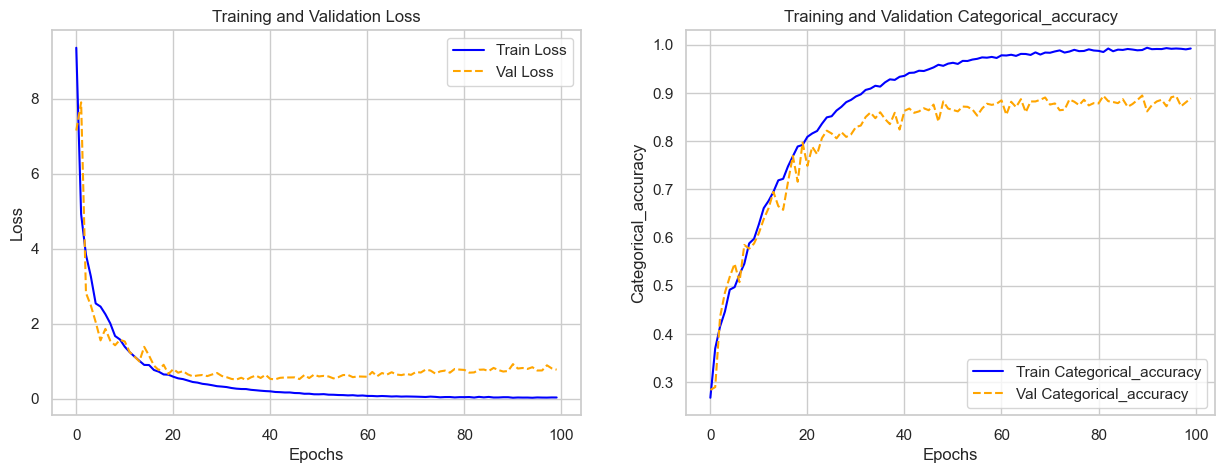 Training and Validation Loss
Train Loss
Val Loss
8
6
4
2
0
Loss
0
20
40
60
80
100
Epochs
Training and Validation Categorical_accuracy
1.0
0.9
0.8
0.7
0.6
0.5
0.4
0.3
Categorical_accuracy
Train Categorical_accuracy
Val Categorical_accuracy
0
20
40
60
80
100
Epochs